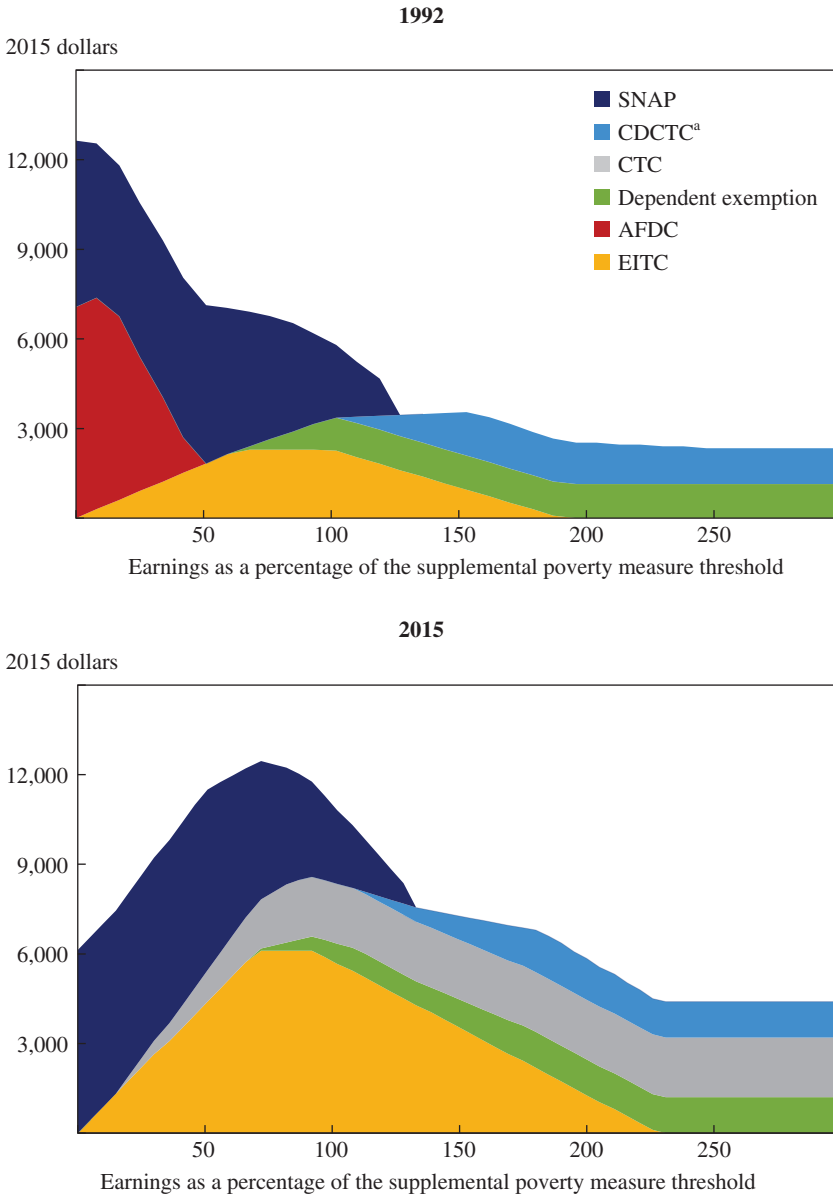 1992
2015 dollars
SNAP
CDCTCᵃ
CTC
Dependent exemption
AFDC
EITC
12,000
9,000
6,000
3,000
50 100 150 200 250
Earnings as a percentage of the supplemental poverty measure threshold
2015
2015 dollars
12,000
9,000
6,000
3,000
50 100 150 200 250
Earnings as a percentage of the supplemental poverty measure threshold